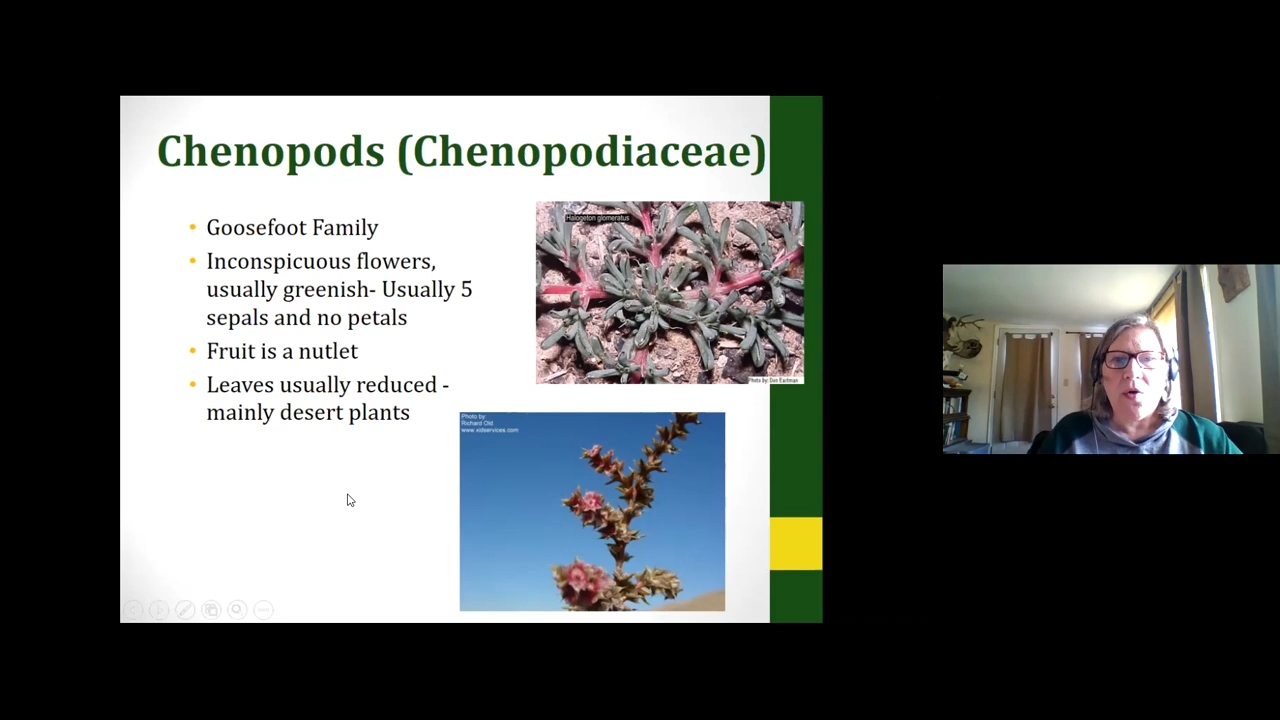 Chenopods (Chenopodiaceae)
• Goosefoot Family
• Inconspicuous flowers,
usually greenish- Usually 5
sepals and no petals
• Fruit is a nutlet
• Leaves usually reduced -
mainly desert plants
Halogeton glomeratus
Photo by: Don Eastman
Photo by:
Richard Old
www.xidservices.com